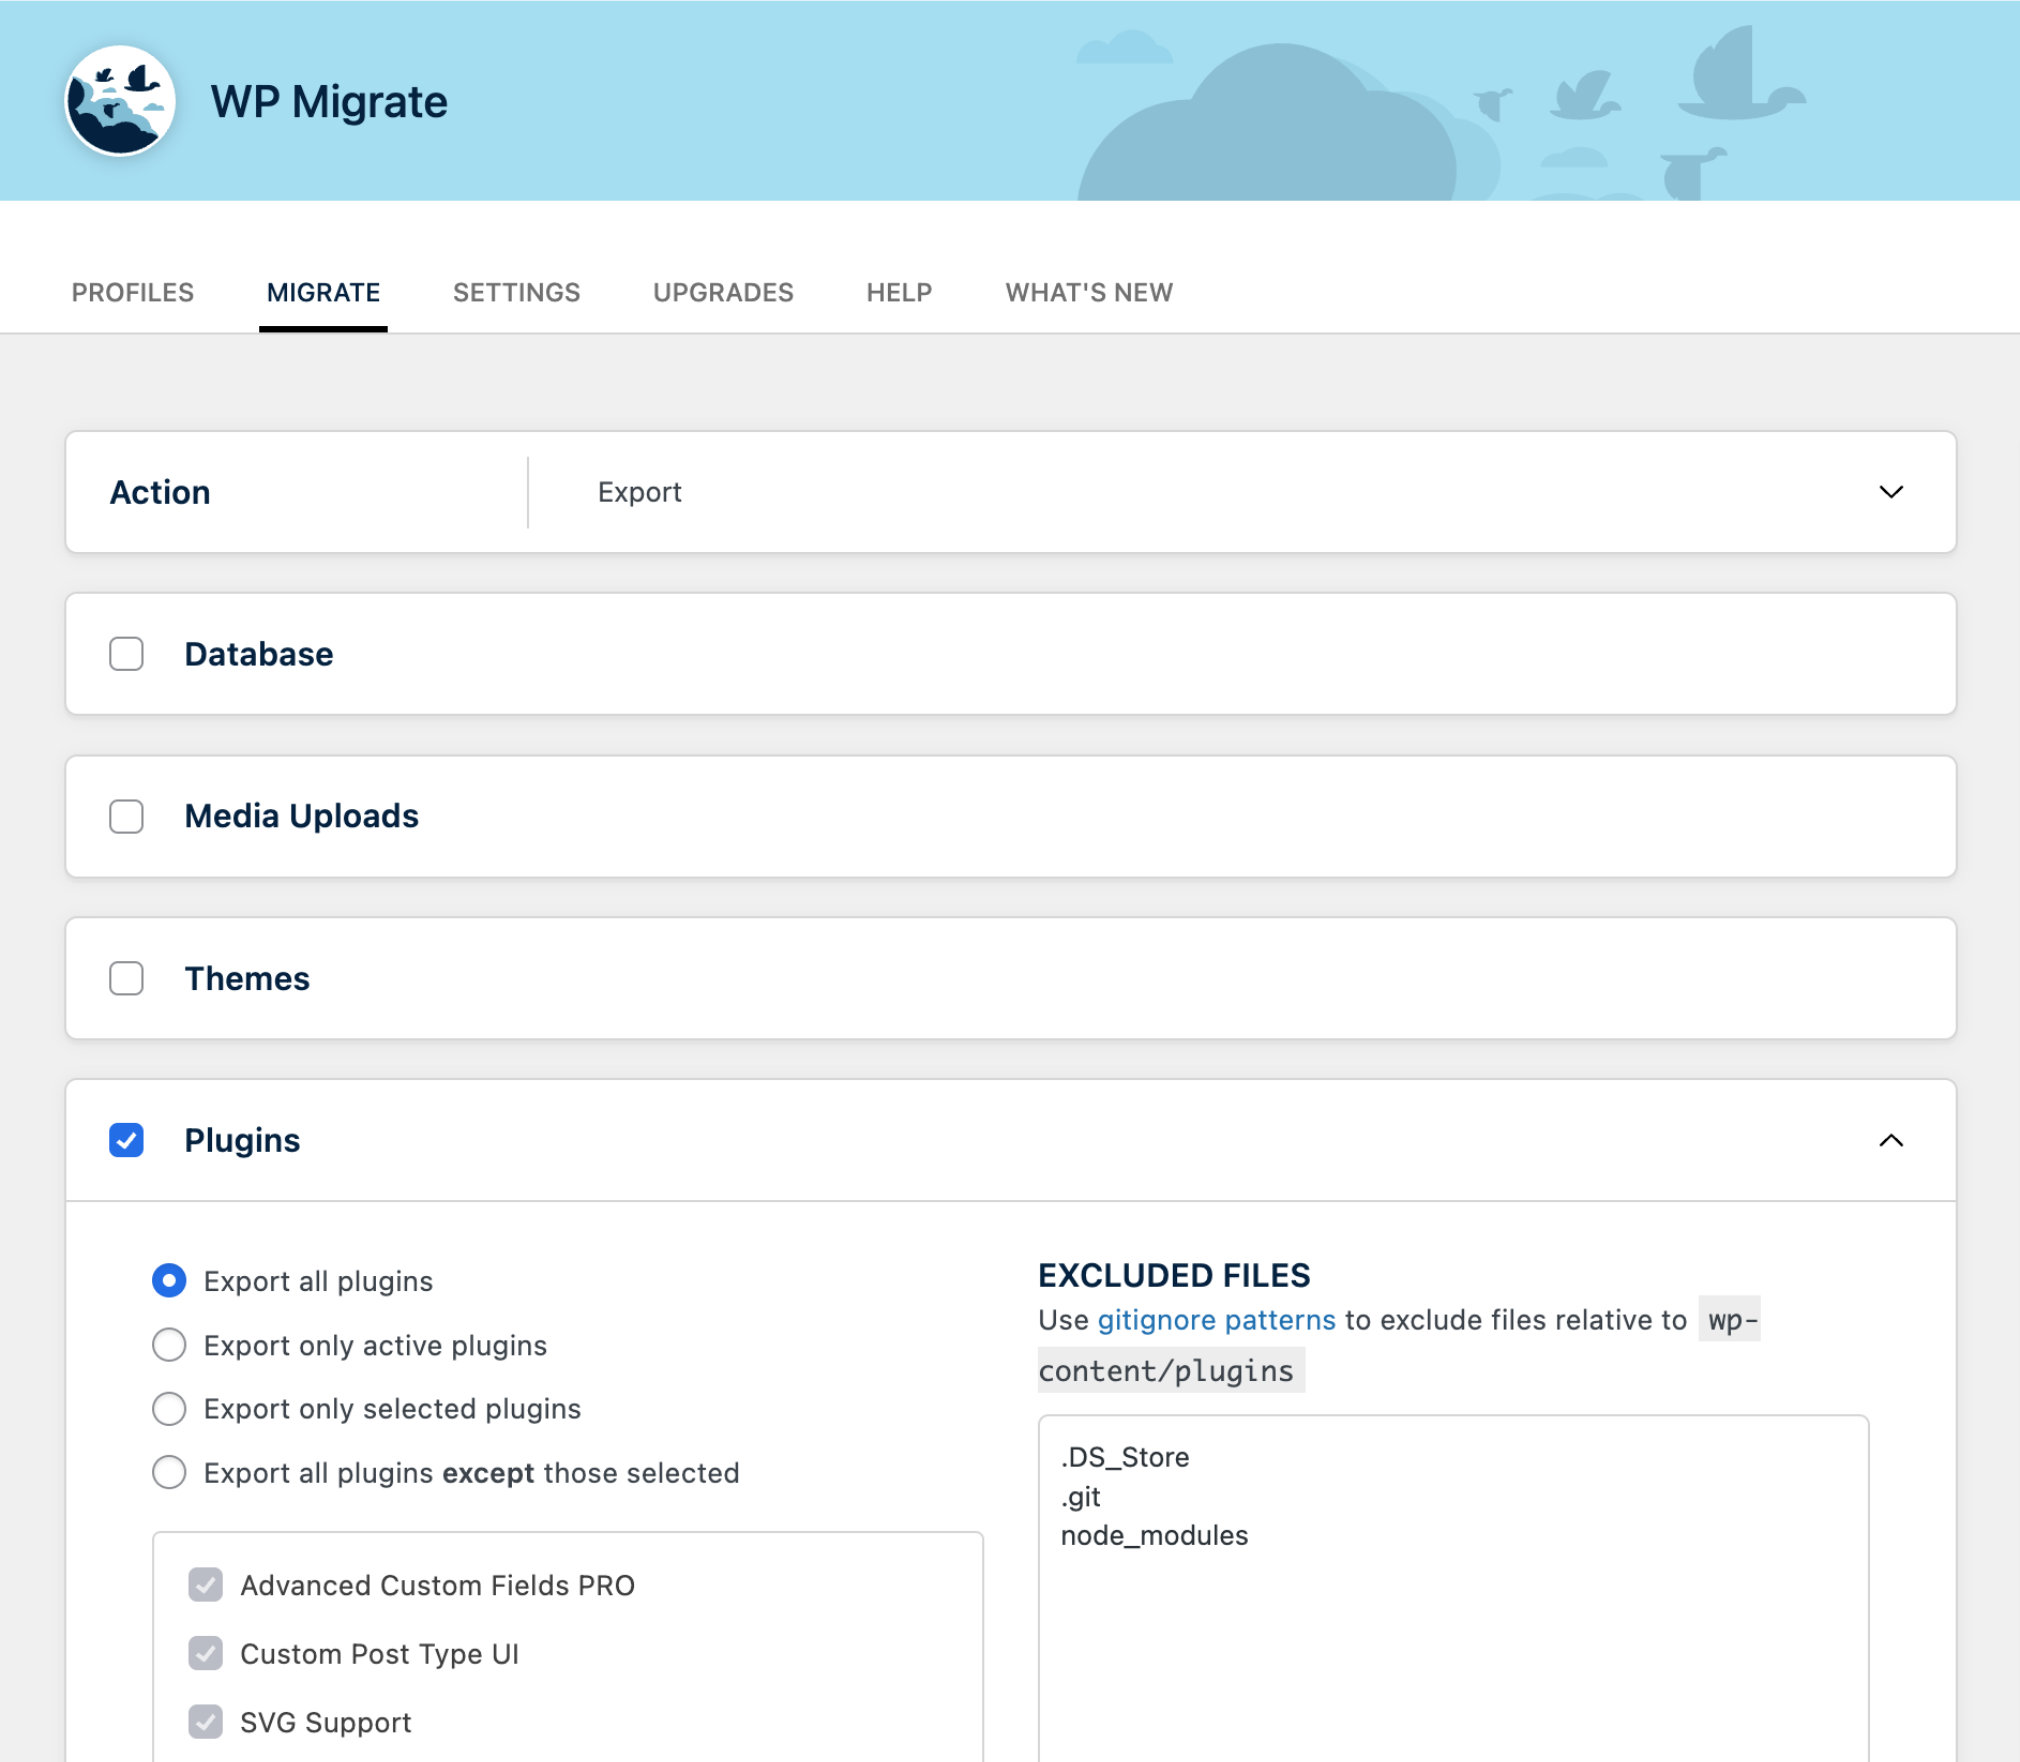 WP Migrate
PROFILES
MIGRATE
SETTINGS
UPGRADES
HELP
WHAT'S NEW
Action
Export
Database
Media Uploads
Themes
Plugins
Export all plugins
Export only active plugins
Export only selected plugins
Export all plugins except those selected
Advanced Custom Fields PRO
Custom Post Type UI
SVG Support
EXCLUDED FILES
Use gitignore patterns to exclude files relative to wp-
content/plugins
.DS_Store
.git
node_modules